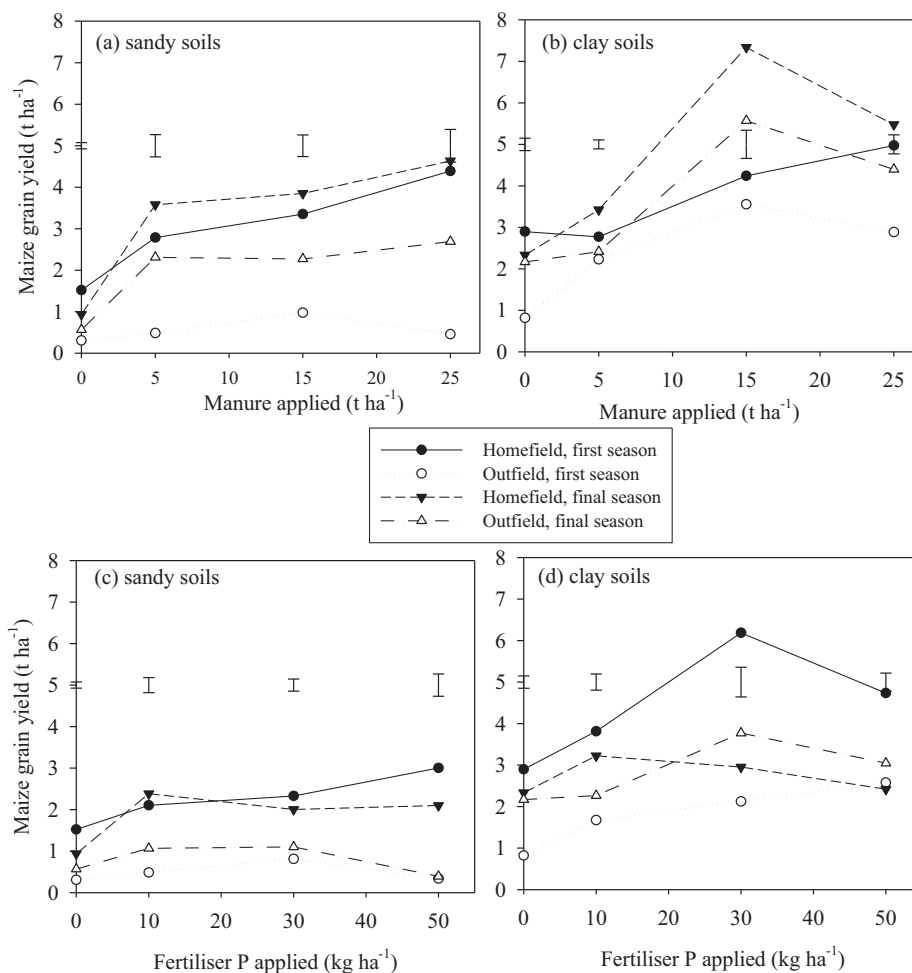 (a) sandy soils
Maize grain yield (t ha-1)
8
7
6
5
4
3
2
1
0
0 5 10 15 20 25
Manure applied (t ha-1)
(b) clay soils
8
7
6
5
4
3
2
1
0
0 5 10 15 20 25
Manure applied (t ha-1)
Homefield, first season
Outfield, first season
Homefield, final season
Outfield, final season
(c) sandy soils
Maize grain yield (t ha-1)
8
7
6
5
4
3
2
1
0
0 10 20 30 40 50
Fertiliser P applied (kg ha-1)
(d) clay soils
8
7
6
5
4
3
2
1
0
0 10 20 30 40 50
Fertiliser P applied (kg ha-1)